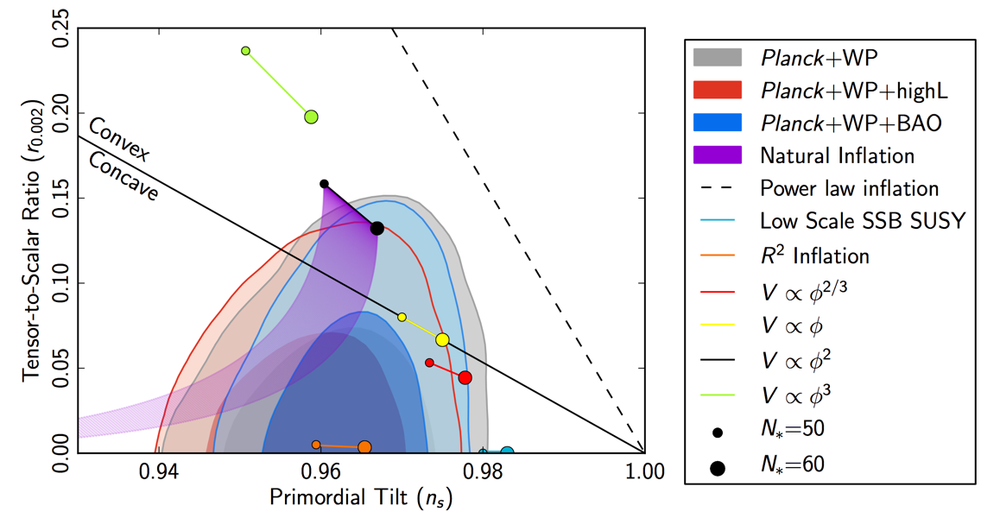 Tensor-to-Scalar Ratio (r0.002)
0.25
0.20
0.15
0.10
0.05
0.00
Convex
Concave
0.94
0.96
0.98
1.00
Primordial Tilt (ns)
Planck+WP
Planck+WP+highL
Planck+WP+BAO
Natural Inflation
Power law inflation
Low Scale SSB SUSY
R² Inflation
V ∝ ϕ^{2/3}
V ∝ ϕ
V ∝ ϕ²
V ∝ ϕ³
N*=50
N*=60